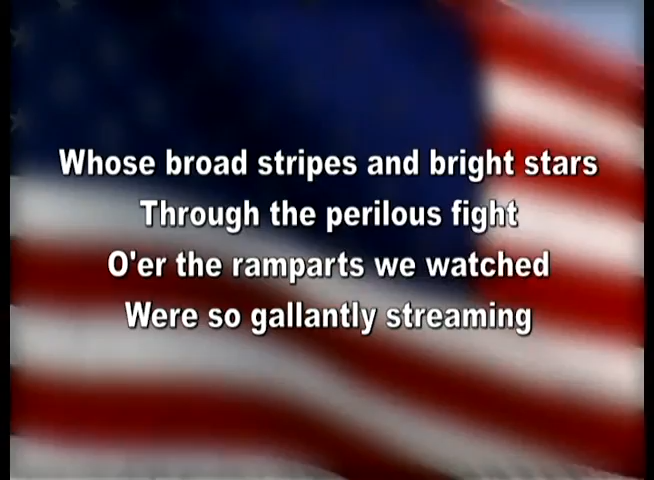 Whose broad stripes and bright stars
Through the perilous fight
O'er the ramparts we watched
Were so gallantly streaming